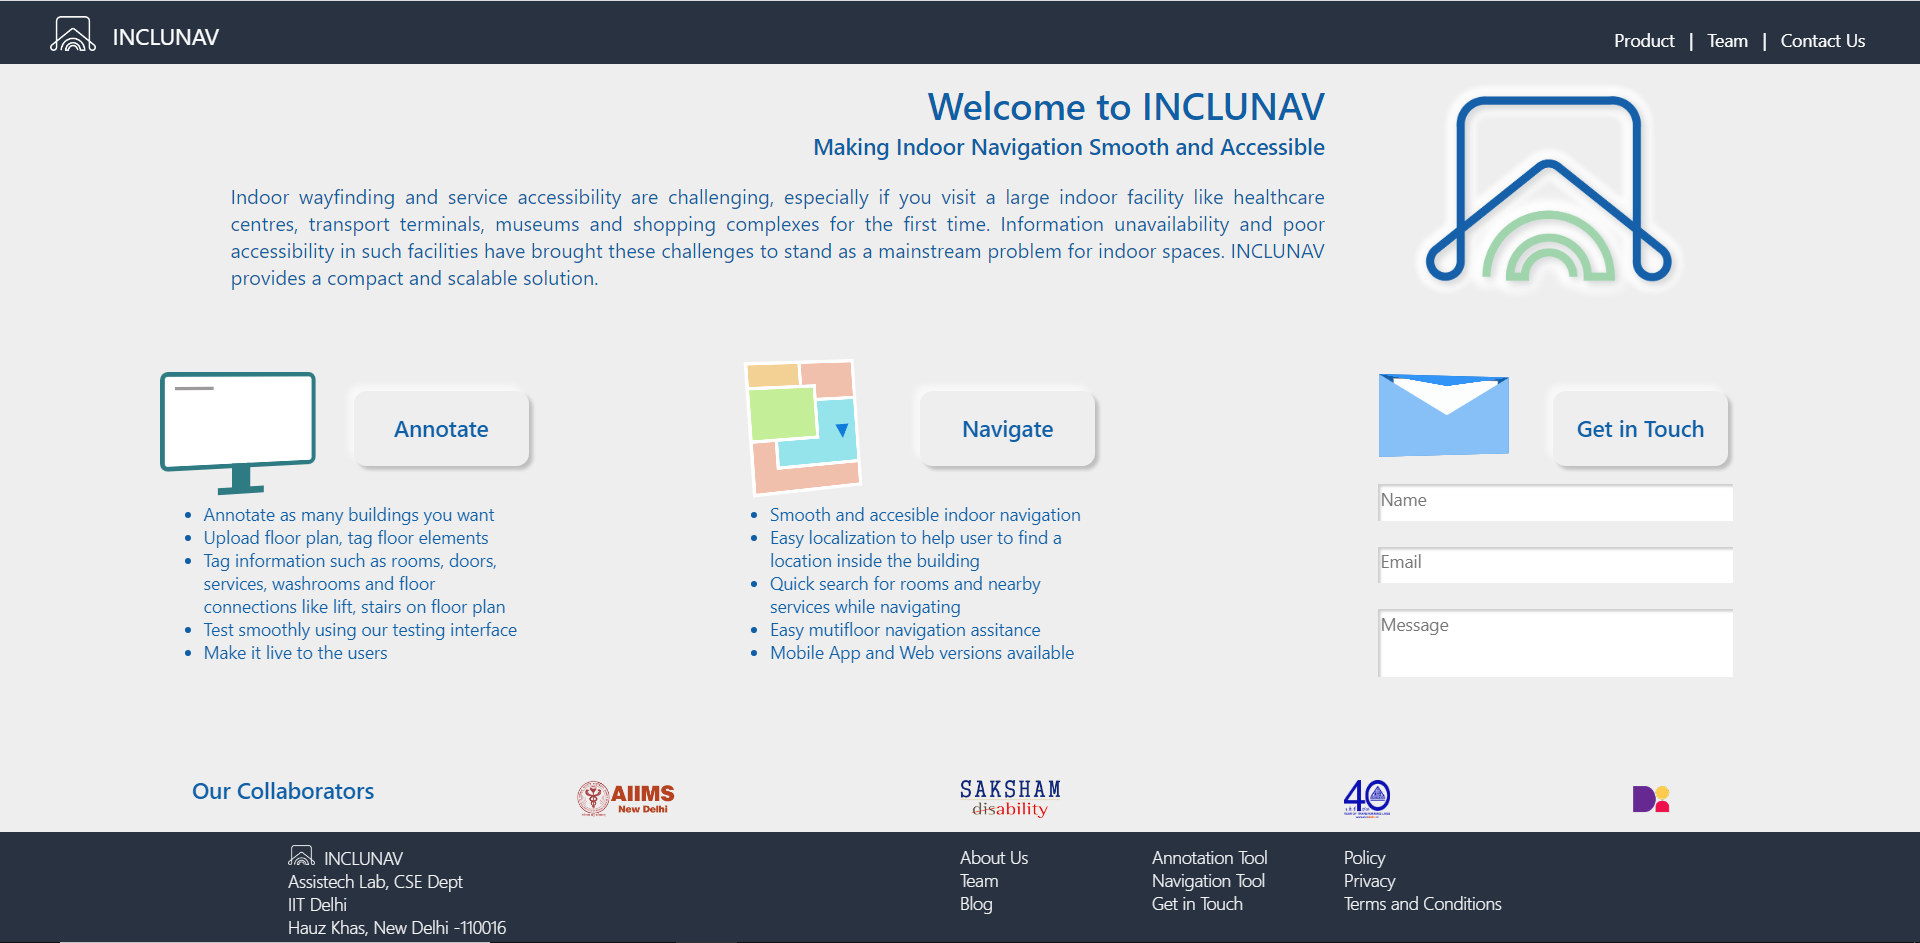 INCLUNAV
Product | Team | Contact Us
Welcome to INCLUNAV
Making Indoor Navigation Smooth and Accessible
Indoor wayfinding and service accessibility are challenging, especially if you visit a large indoor facility like healthcare
centres, transport terminals, museums and shopping complexes for the first time. Information unavailability and poor
accessibility in such facilities have brought these challenges to stand as a mainstream problem for indoor spaces. INCLUNAV
provides a compact and scalable solution.
Annotate
• Annotate as many buildings you want
• Upload floor plan, tag floor elements
• Tag information such as rooms, doors,
services, washrooms and floor
connections like lift, stairs on floor plan
• Test smoothly using our testing interface
• Make it live to the users
Navigate
• Smooth and accesible indoor navigation
• Easy localization to help user to find a
location inside the building
• Quick search for rooms and nearby
services while navigating
• Easy mutifloor navigation assitance
• Mobile App and Web versions available
Get in Touch
Name
Email
Message
Our Collaborators
AIIMS
New Delhi
SAKSHAM
disability
40
INCLUNAV
Assistech Lab, CSE Dept
IIT Delhi
Hauz Khas, New Delhi -110016
About Us
Team
Blog
Annotation Tool
Navigation Tool
Get in Touch
Policy
Privacy
Terms and Conditions